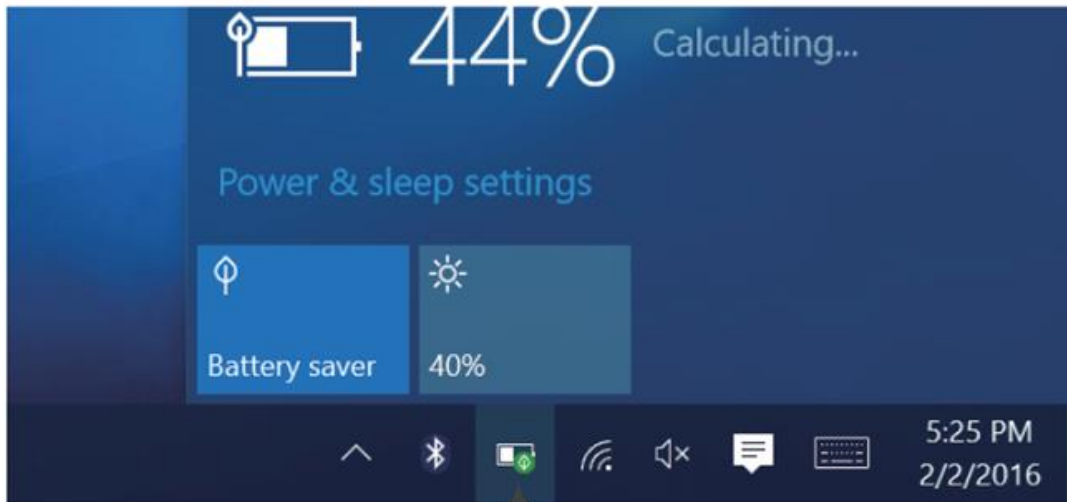 44% Calculating...
Power & sleep settings
Battery saver 40%
5:25 PM
2/2/2016